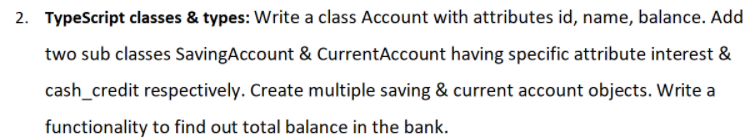 2. TypeScript classes & types: Write a class Account with attributes id, name, balance. Add
two sub classes SavingAccount & CurrentAccount having specific attribute interest &
cash_credit respectively. Create multiple saving & current account objects. Write a
functionality to find out total balance in the bank.